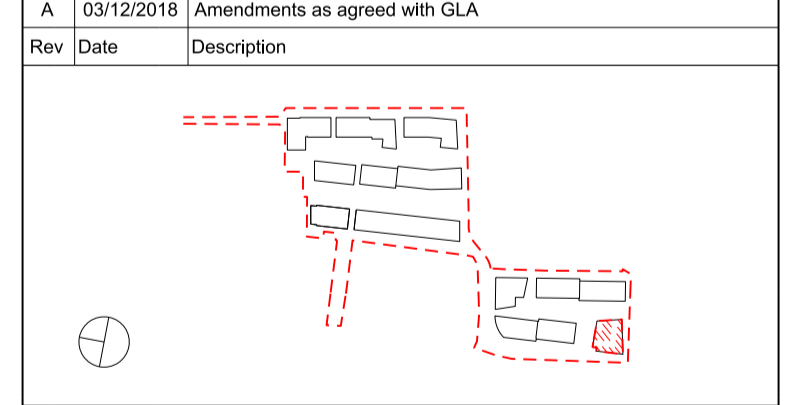 A 03/12/2018 Amendments as agreed with GLA
Rev Date Description